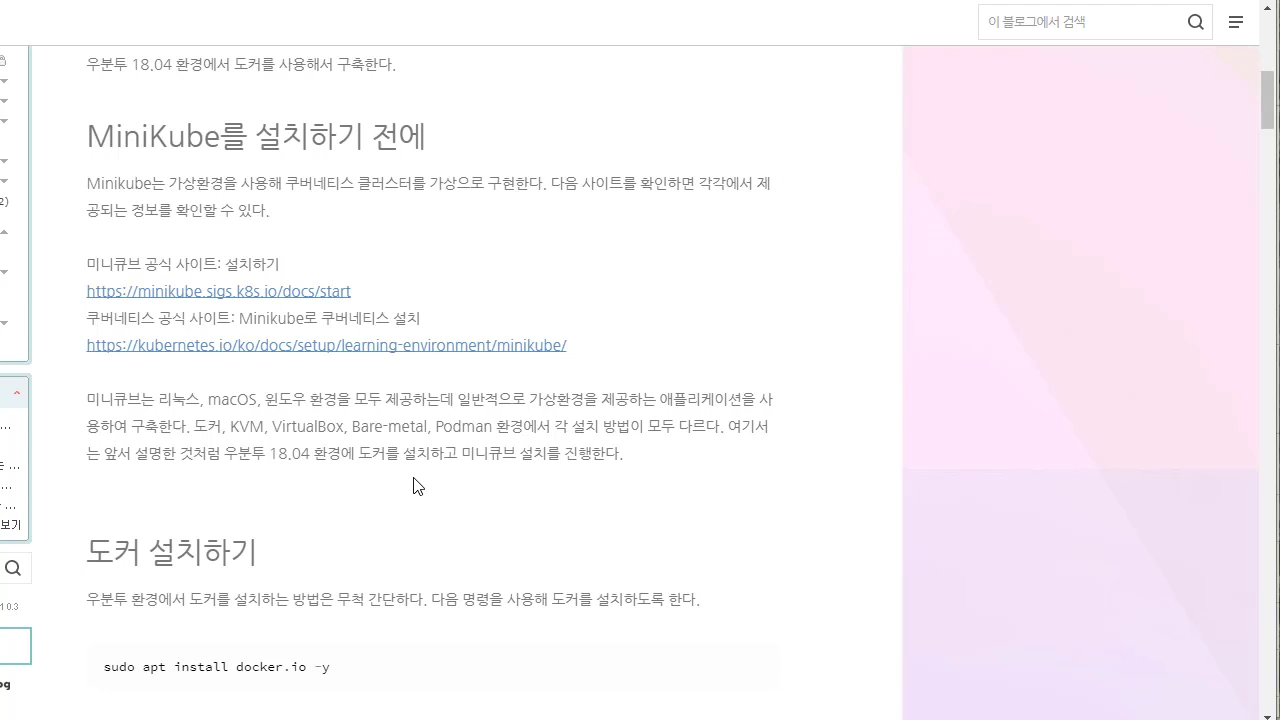 이 블로그에서 검색
우분투 18.04 환경에서 도커를 사용해서 구축한다.
MiniKube를 설치하기 전에
Minikube는 가상환경을 사용해 쿠버네티스 클러스터를 가상으로 구현한다. 다음 사이트를 확인하면 각각에서 제
공되는 정보를 확인할 수 있다.
미니큐브 공식 사이트: 설치하기
https://minikube.sigs.k8s.io/docs/start
쿠버네티스 공식 사이트: Minikube로 쿠버네티스 설치
https://kubernetes.io/ko/docs/setup/learning-environment/minikube/
미니큐브는 리눅스, macOS, 윈도우 환경을 모두 제공하는데 일반적으로 가상환경을 제공하는 애플리케이션을 사
용하여 구축한다. 도커, KVM, VirtualBox, Bare-metal, Podman 환경에서 각 설치 방법이 모두 다르다. 여기서
는 앞서 설명한 것처럼 우분투 18.04 환경에 도커를 설치하고 미니큐브 설치를 진행한다.
도커 설치하기
우분투 환경에서 도커를 설치하는 방법은 무척 간단하다. 다음 명령을 사용해 도커를 설치하도록 한다.
sudo apt install docker.io -y
2)
...
는 ...
...
...
보기